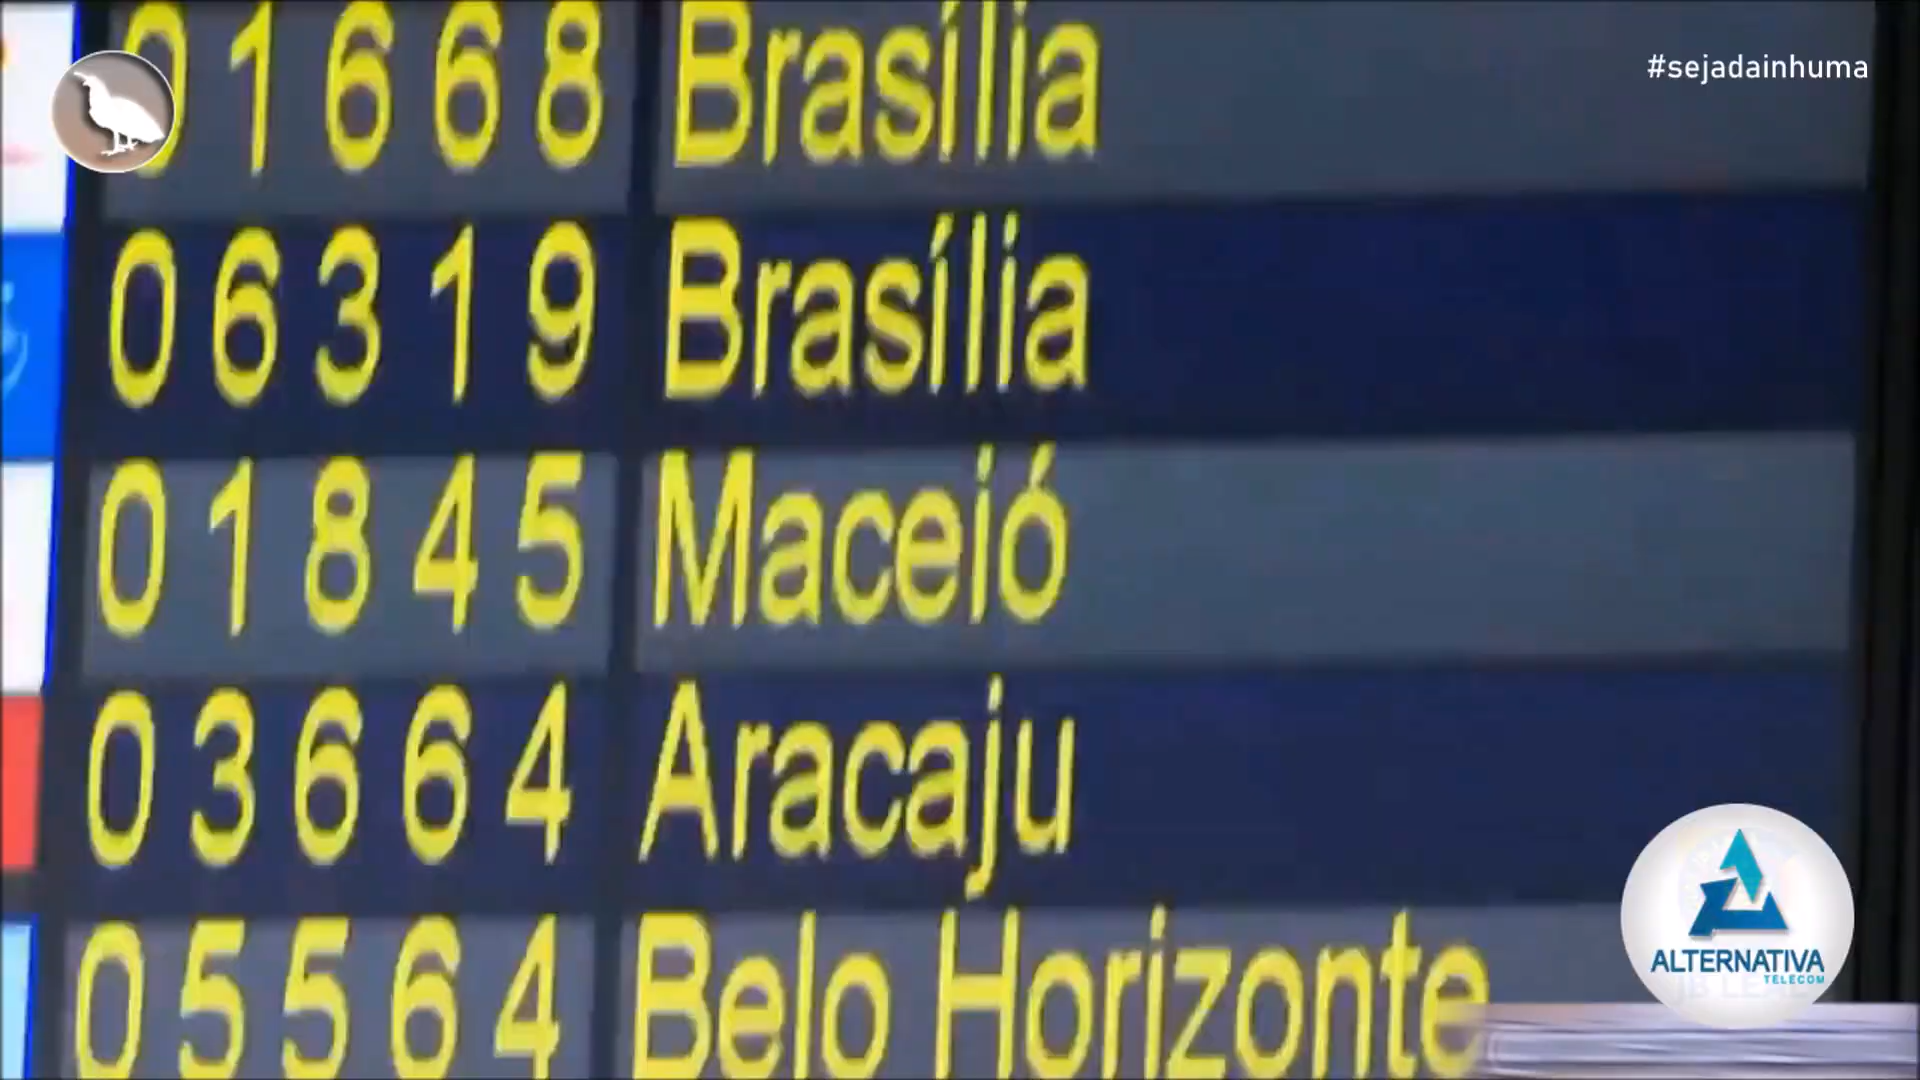 #sejadainhuma
01668 Brasília
06319 Brasília
01845 Maceió
03664 Aracaju
05564 Belo Horizonte
ALTERNATIVA
TELECOM